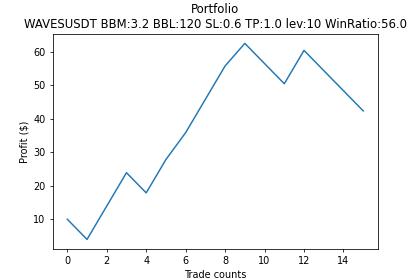 Portfolio
WAVESUSDT BBM:3.2 BBL:120 SL:0.6 TP:1.0 lev:10 WinRatio:56.0
Profit ($)
60
50
40
30
20
10
0 2 4 6 8 10 12 14
Trade counts